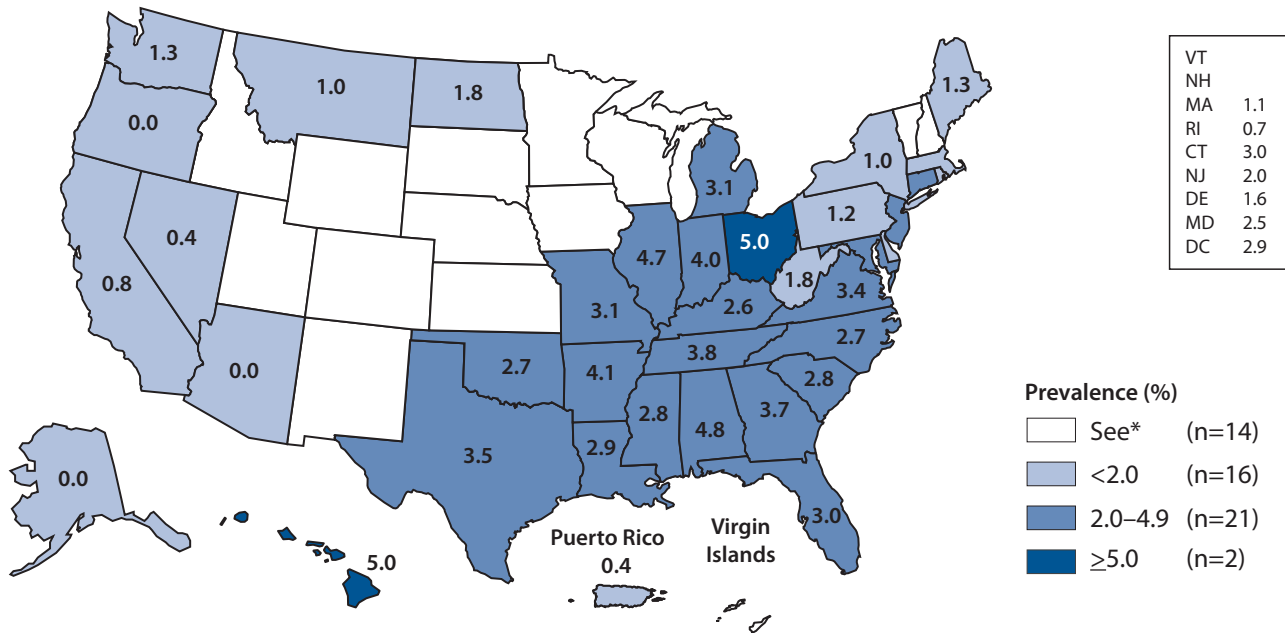 1.3
1.0
1.8
0.0
0.4
0.8
0.0
1.3
1.0
1.2
3.1
5.0
4.7
4.0
1.8
3.4
2.6
3.1
2.7
3.8
2.7
4.1
2.8
2.8
4.8
3.7
3.5
2.9
3.0
0.0
5.0
Puerto Rico
0.4
Virgin
Islands
VT
NH
MA 1.1
RI 0.7
CT 3.0
NJ 2.0
DE 1.6
MD 2.5
DC 2.9
Prevalence (%)
See* (n=14)
<2.0 (n=16)
2.0–4.9 (n=21)
≥5.0 (n=2)